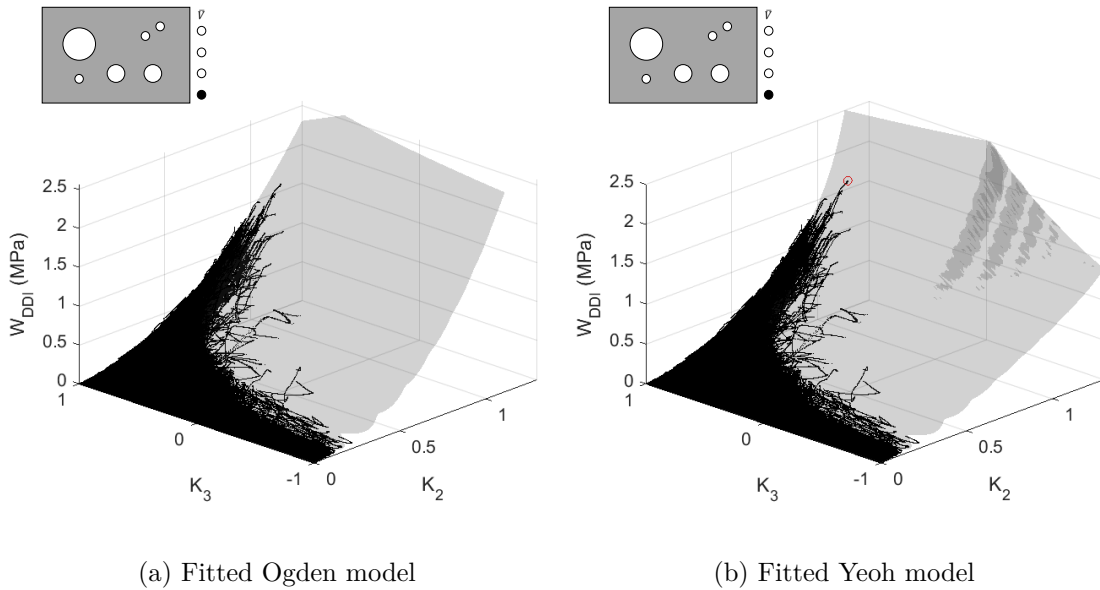 ∇̄ ∇̄
2.5 2.5
2 2
1.5 1.5
1 1
0.5 0.5
0 0
W_DDI (MPa) W_DDI (MPa)
1 0 -1 0 0.5 1 1 0 -1 0 0.5 1
K_3 K_2 K_3 K_2
(a) Fitted Ogden model (b) Fitted Yeoh model